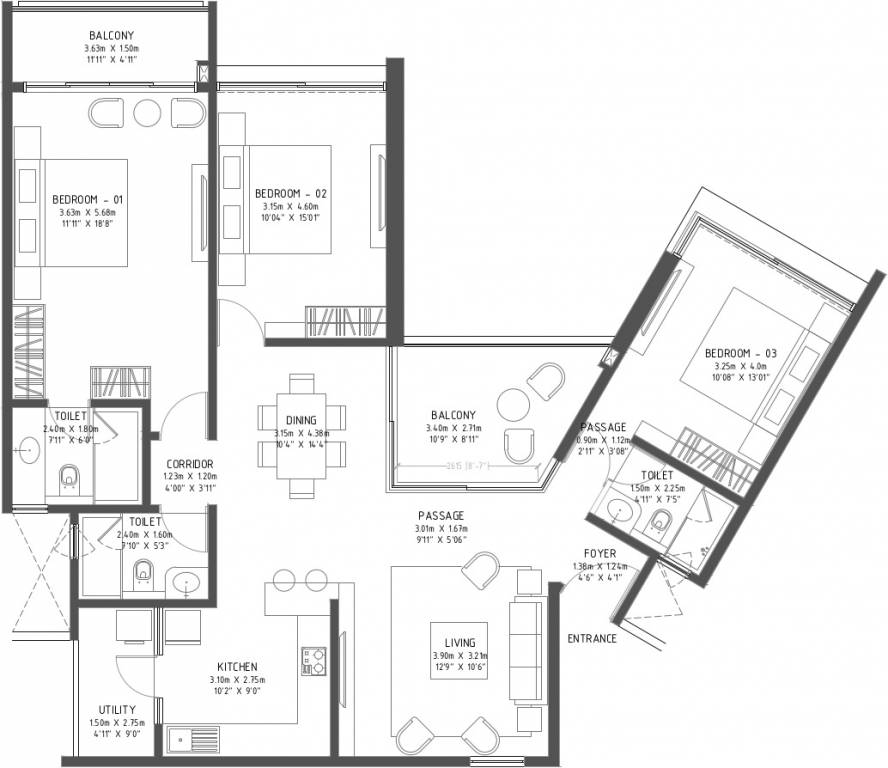 BALCONY
3.63m X 1.50m
11'11" X 4'11"
BEDROOM - 01
3.63m X 5.68m
11'11" X 18'8"
BEDROOM - 02
3.15m X 4.60m
10'04" X 15'01"
BEDROOM - 03
3.25m X 4.0m
10'08" X 13'01"
TOILET
2.40m X 1.80m
7'11" X 6'0"
DINING
3.15m X 4.38m
10'4" X 14'4"
BALCONY
3.40m X 2.71m
10'9" X 8'11"
2615 [8'-7"]
PASSAGE
0.90m X 1.12m
2'11" X 3'08"
CORRIDOR
1.23m X 1.20m
4'00" X 3'11"
TOILET
1.50m X 2.25m
4'11" X 7'5"
TOILET
2.40m X 1.60m
7'10" X 5'3"
PASSAGE
3.01m X 1.67m
9'11" X 5'06"
FOYER
1.38m X 1.24m
4'6" X 4'1"
ENTRANCE
LIVING
3.90m X 3.21m
12'9" X 10'6"
KITCHEN
3.10m X 2.75m
10'2" X 9'0"
UTILITY
1.50m X 2.75m
4'11" X 9'0"